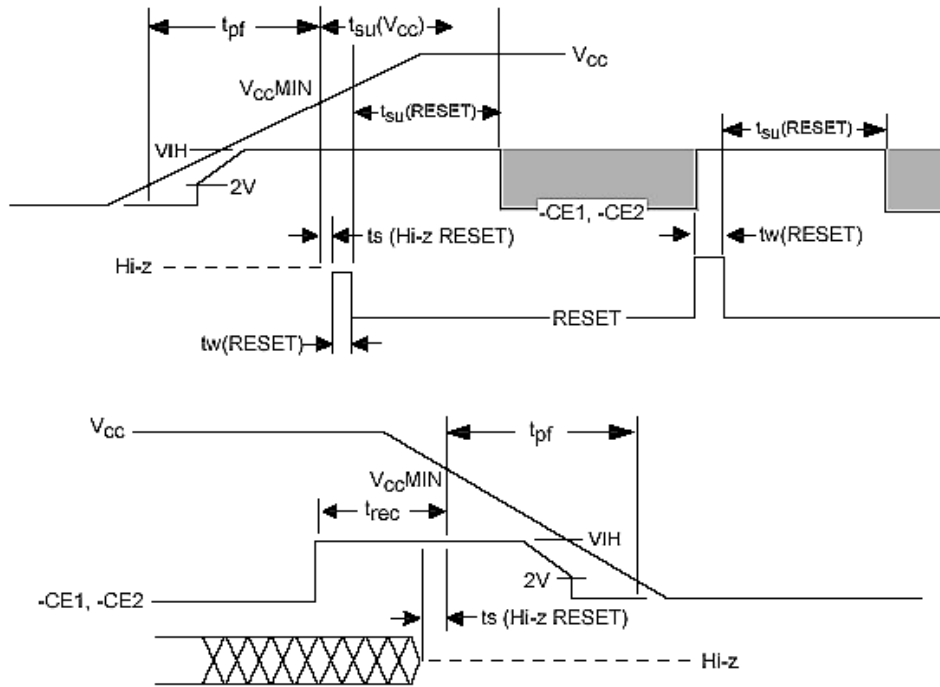 tpf
tsu(VCC)
VCC
VCCMIN
tsu(RESET)
tsu(RESET)
VIH
2V
-CE1, -CE2
ts (Hi-z RESET)
tw(RESET)
Hi-z
RESET
tw(RESET)
VCC
tpf
VCCMIN
trec
VIH
2V
-CE1, -CE2
ts (Hi-z RESET)
Hi-z